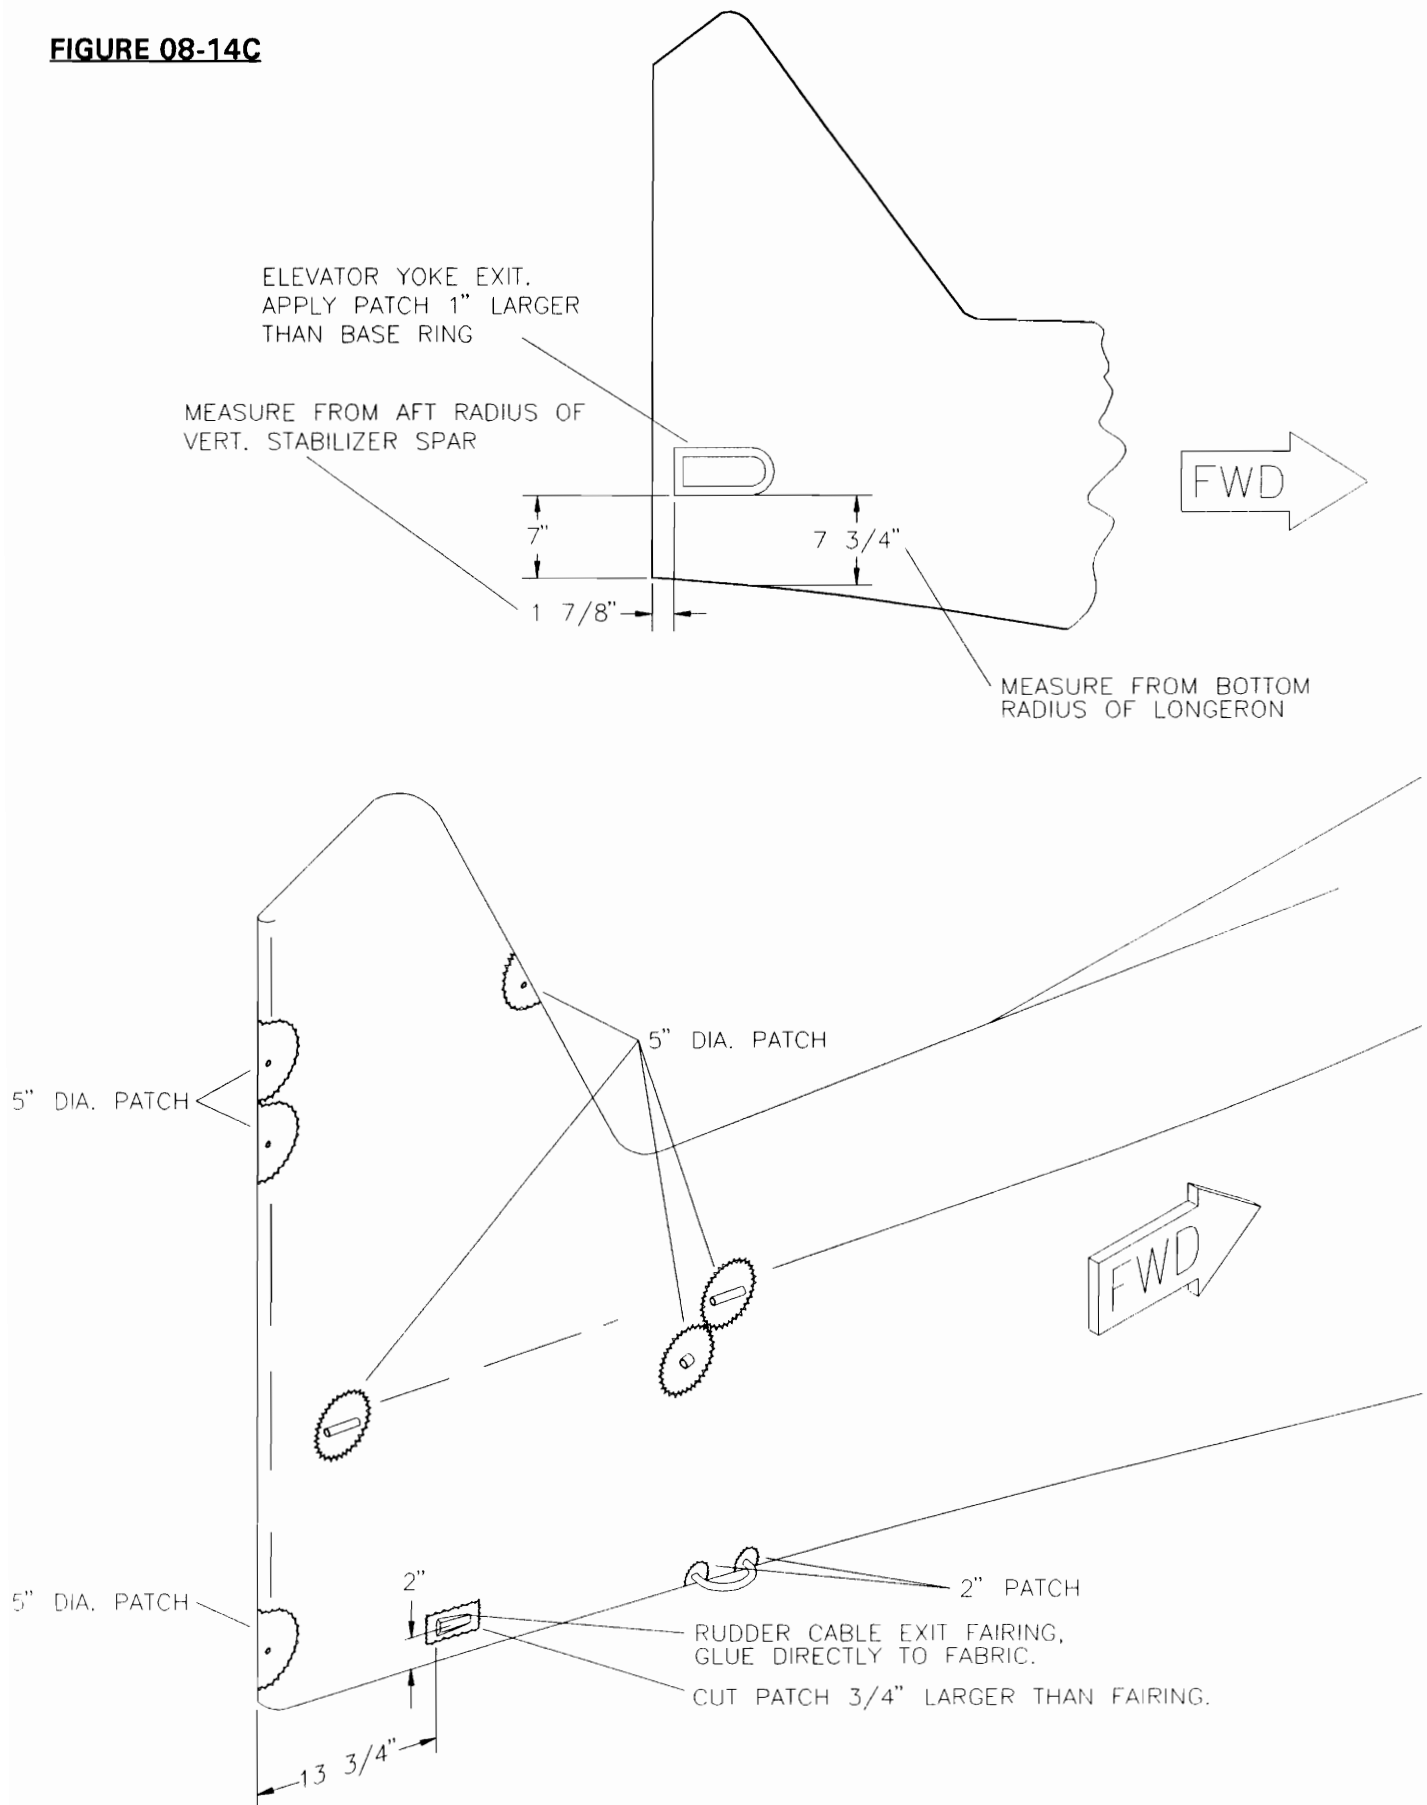 FIGURE 08-14C
ELEVATOR YOKE EXIT.
APPLY PATCH 1" LARGER
THAN BASE RING
MEASURE FROM AFT RADIUS OF
VERT. STABILIZER SPAR
FWD
7"
7 3/4"
1 7/8"
MEASURE FROM BOTTOM
RADIUS OF LONGERON
5" DIA. PATCH
5" DIA. PATCH
FWD
2"
2" PATCH
5" DIA. PATCH
RUDDER CABLE EXIT FAIRING,
GLUE DIRECTLY TO FABRIC.
CUT PATCH 3/4" LARGER THAN FAIRING.
13 3/4"